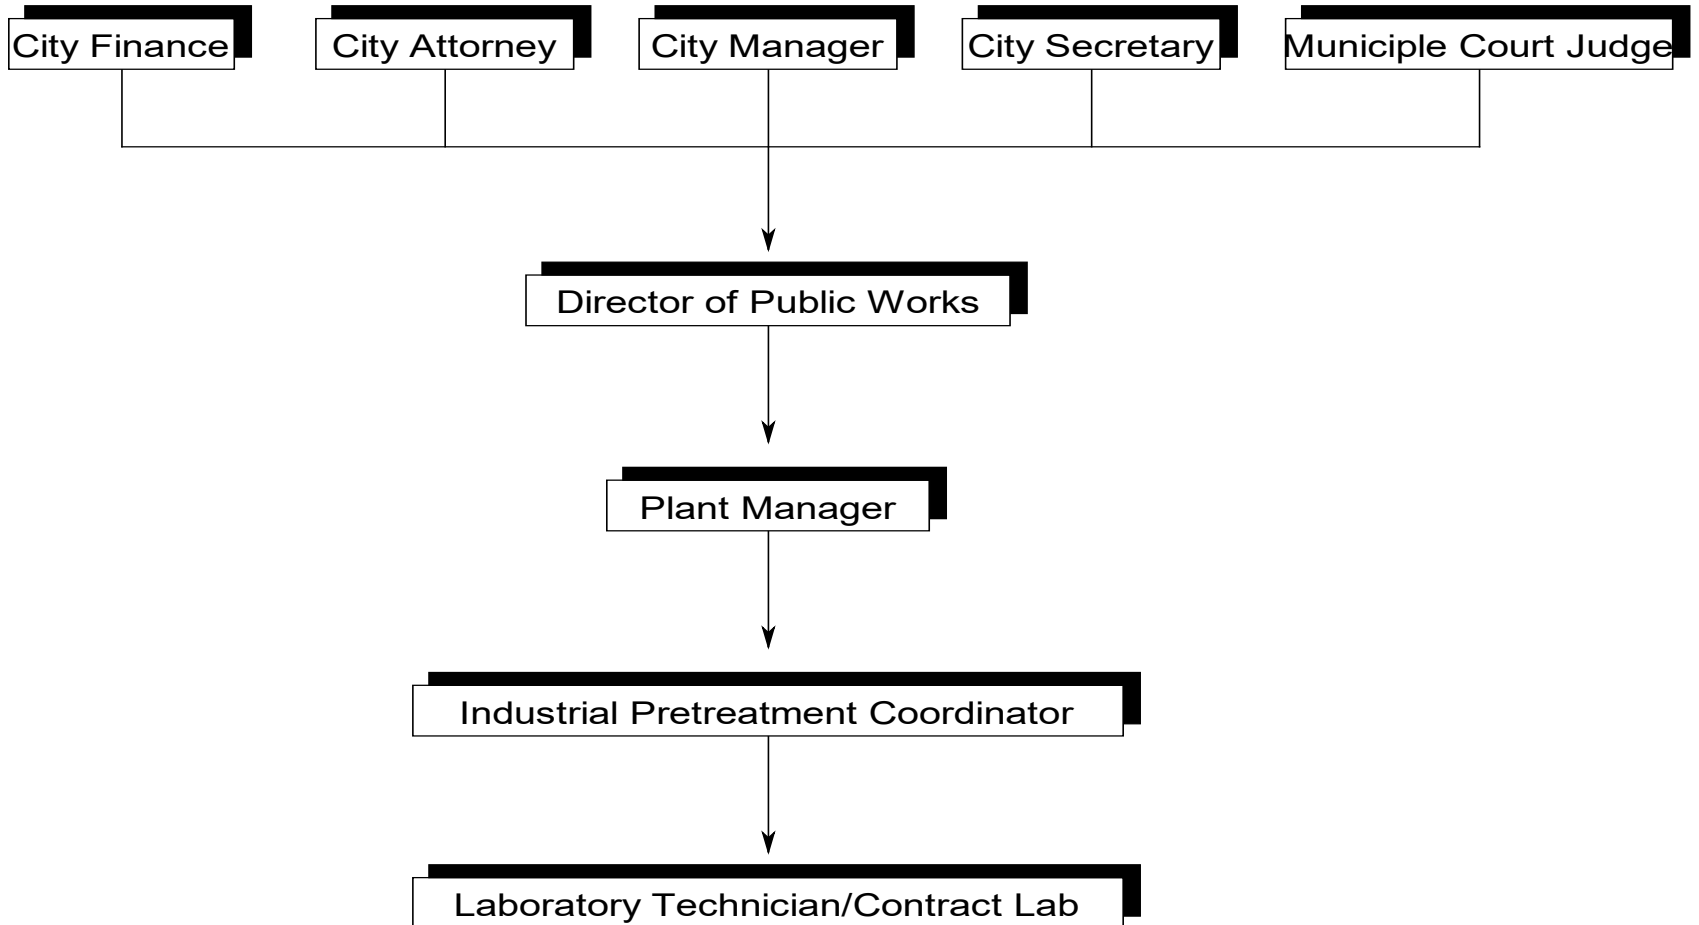 City Finance
City Attorney
City Manager
City Secretary
Municiple Court Judge
Director of Public Works
Plant Manager
Industrial Pretreatment Coordinator
Laboratory Technician/Contract Lab